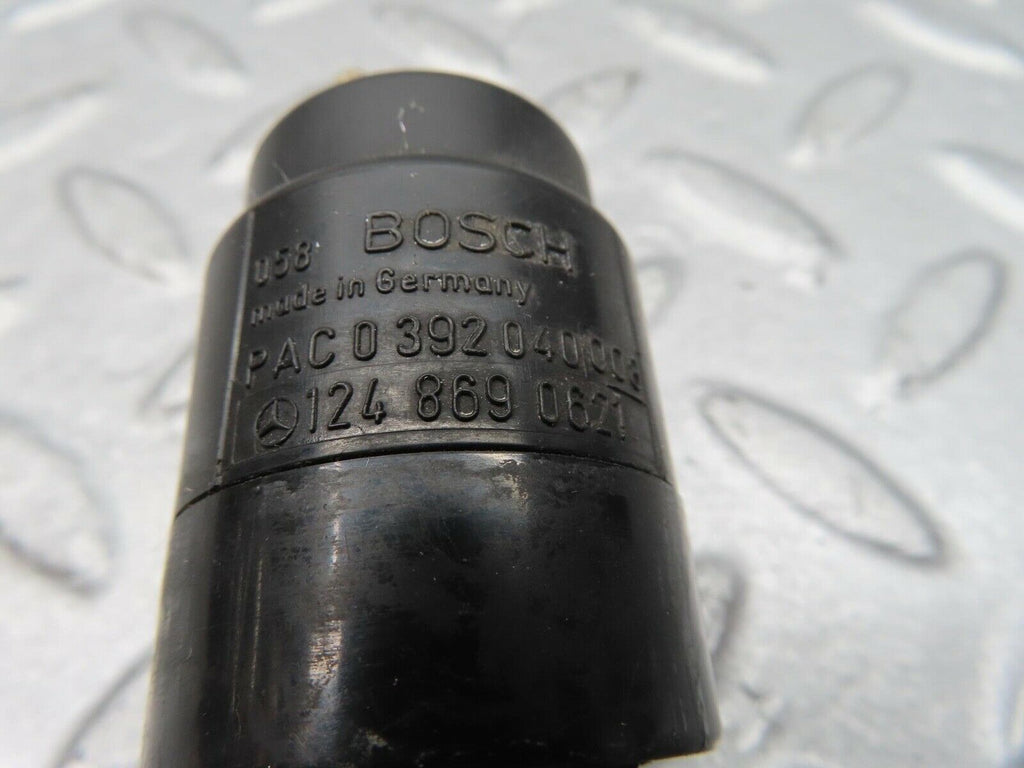 BOSCH
058
made in Germany
PAC 0 392 040 003
124 869 0621